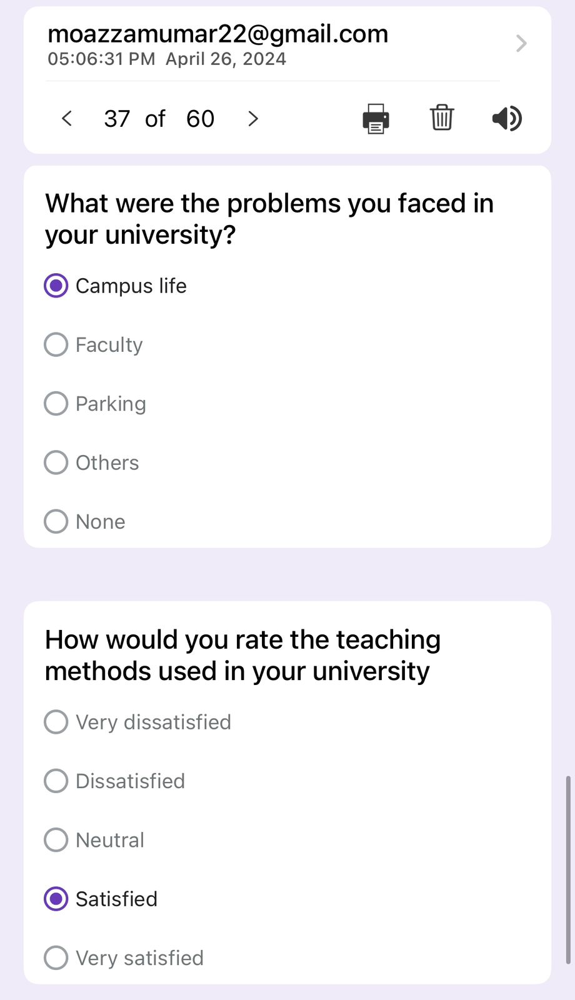 moazzamumar22@gmail.com
05:06:31 PM April 26, 2024
37 of 60
What were the problems you faced in
your university?
Campus life
Faculty
Parking
Others
None
How would you rate the teaching
methods used in your university
Very dissatisfied
Dissatisfied
Neutral
Satisfied
Very satisfied